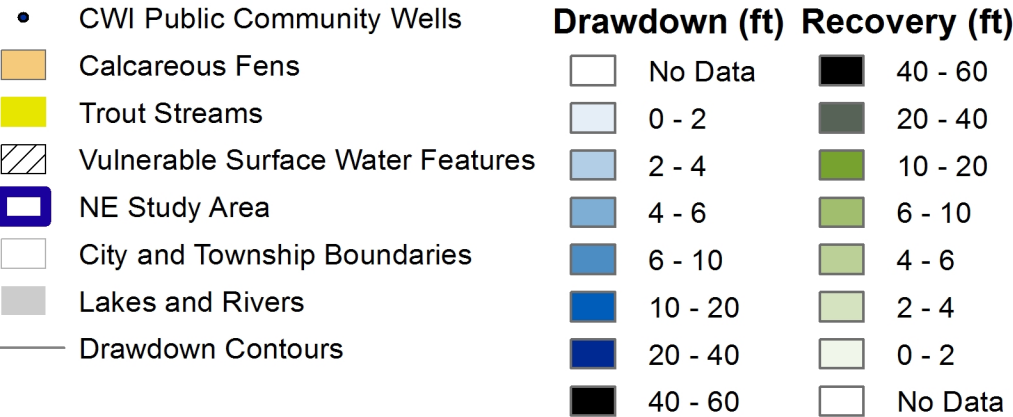 CWI Public Community Wells
Calcareous Fens
Trout Streams
Vulnerable Surface Water Features
NE Study Area
City and Township Boundaries
Lakes and Rivers
Drawdown Contours
Drawdown (ft)
No Data
0 - 2
2 - 4
4 - 6
6 - 10
10 - 20
20 - 40
40 - 60
Recovery (ft)
40 - 60
20 - 40
10 - 20
6 - 10
4 - 6
2 - 4
0 - 2
No Data